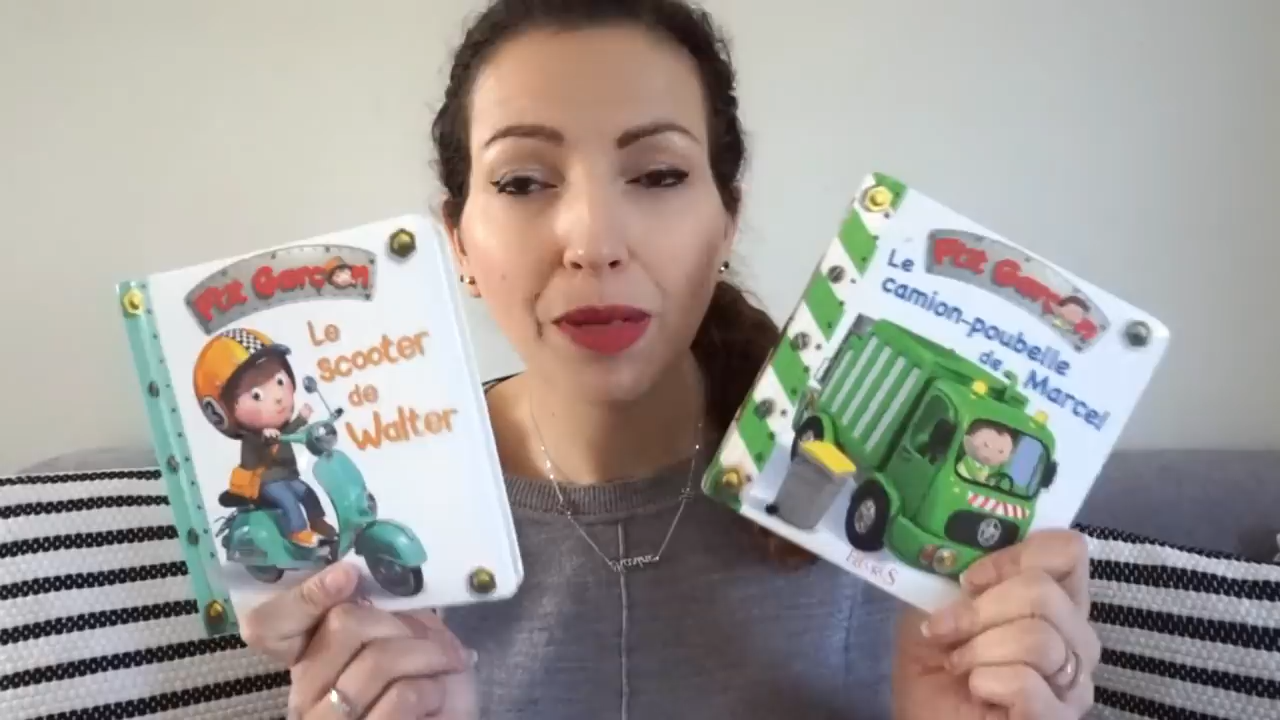 P'tit Garçon
Le
scooter
de
Walter
P'tit Garçon
Le
camion-poubelle
de
Marcel
FLEURUS